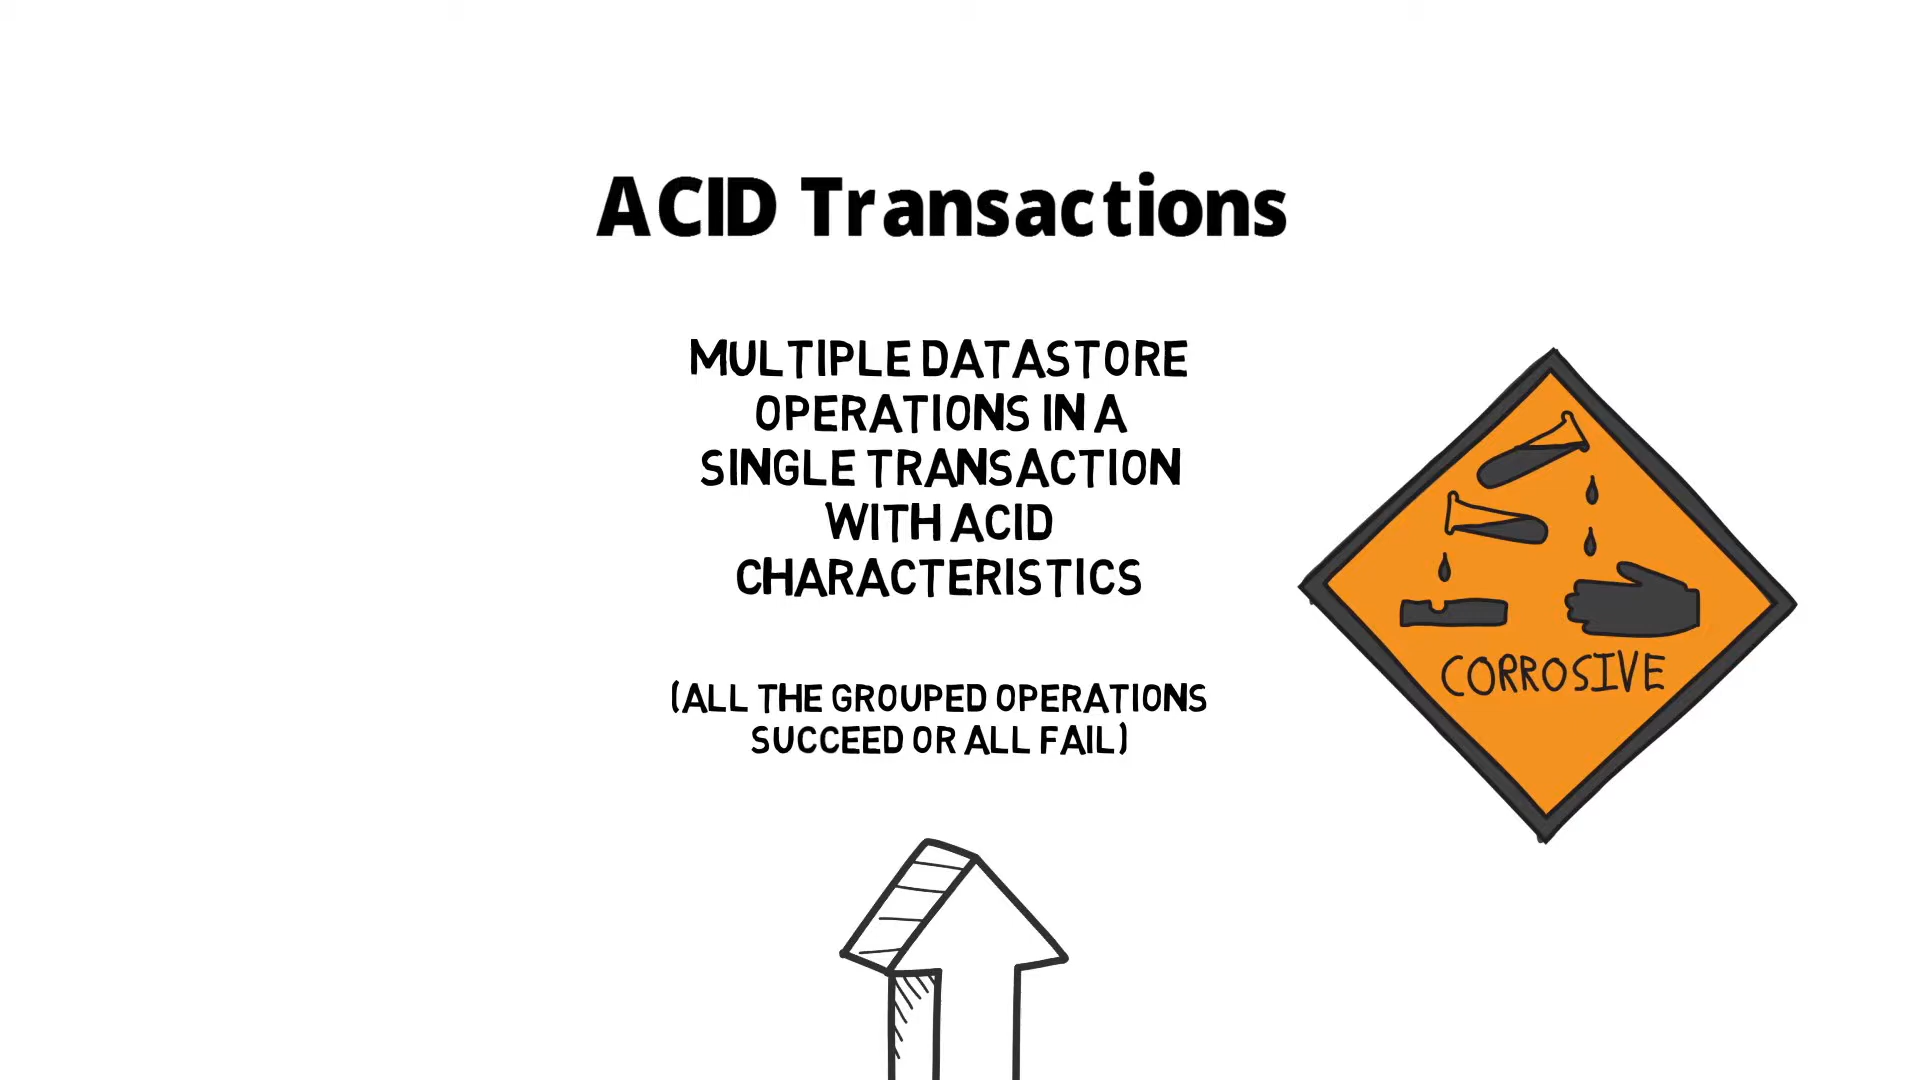 ACID Transactions
MULTIPLE DATASTORE
OPERATIONS IN A
SINGLE TRANSACTION
WITH ACID
CHARACTERISTICS
(ALL THE GROUPED OPERATIONS
SUCCEED OR ALL FAIL)
CORROSIVE